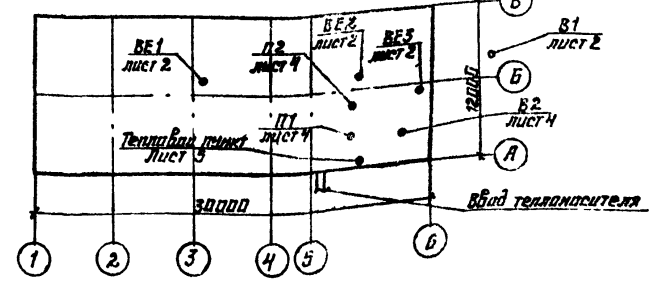 В
ВЕ1
лист 2
П2
лист 4
ВЕ2
лист 2
ВЕ3
лист 2
В1
лист 2
Б
12000
П1
лист 4
В2
лист 4
Тепловой пункт
Лист 5
А
Ввод теплоносителя
30000
1
2
3
4
5
6